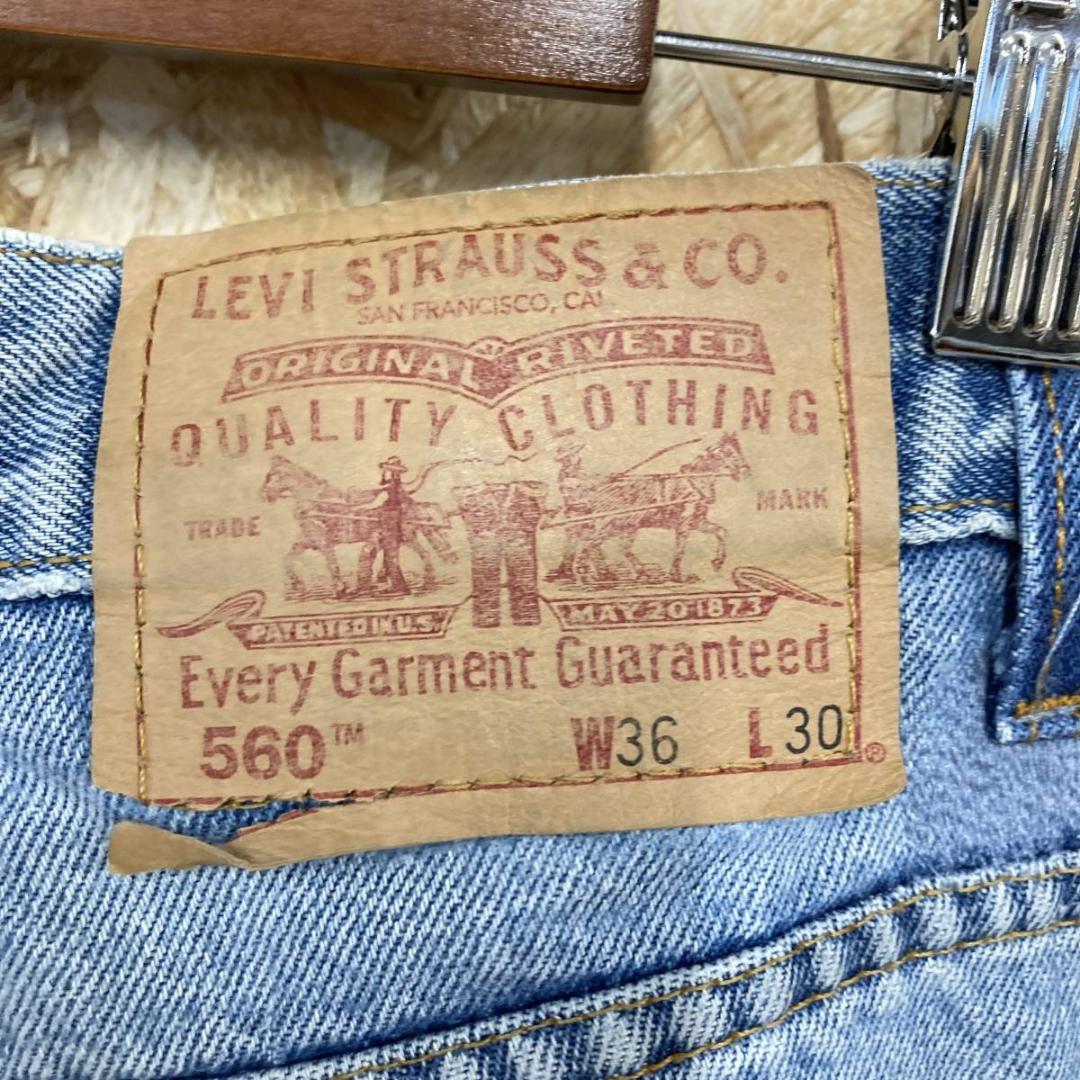 LEVI STRAUSS & CO.
SAN FRANCISCO, CAL.
ORIGINAL RIVETED
QUALITY CLOTHING
TRADE MARK
PATENTED IN U.S. MAY 20 1873
Every Garment Guaranteed
560™ W36 L30 ®